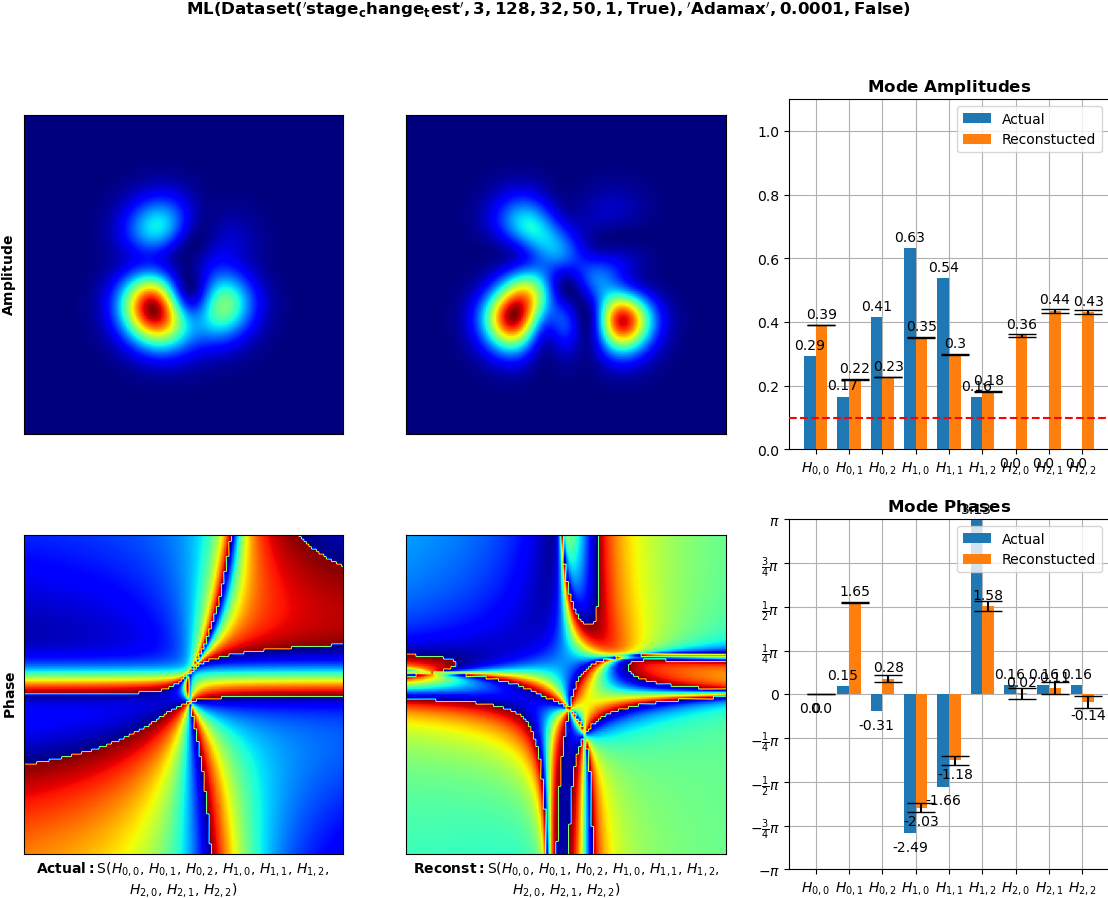 ML(Dataset('stage_change_test', 3, 128, 32, 50, 1, True), 'Adamax', 0.0001, False)
Amplitude
Mode Amplitudes
Actual
Reconstucted
1.0
0.8
0.6
0.4
0.2
0.0
0.29
0.39
0.17
0.22
0.41
0.23
0.63
0.35
0.54
0.3
0.16
0.18
0.0
0.36
0.0
0.44
0.0
0.43
H0,0 H0,1 H0,2 H1,0 H1,1 H1,2 H2,0 H2,1 H2,2
Phase
Actual: S(H0,0, H0,1, H0,2, H1,0, H1,1, H1,2,
H2,0, H2,1, H2,2)
Reconst: S(H0,0, H0,1, H0,2, H1,0, H1,1, H1,2,
H2,0, H2,1, H2,2)
Mode Phases
Actual
Reconstucted
π
3/4π
1/2π
1/4π
0
−1/4π
−1/2π
−3/4π
−π
0.0
0.0
0.15
1.65
-0.31
0.28
-2.49
-2.03
-1.66
-1.18
3.13
1.58
0.16
0.02
0.16
0.11
0.16
-0.14
H0,0 H0,1 H0,2 H1,0 H1,1 H1,2 H2,0 H2,1 H2,2